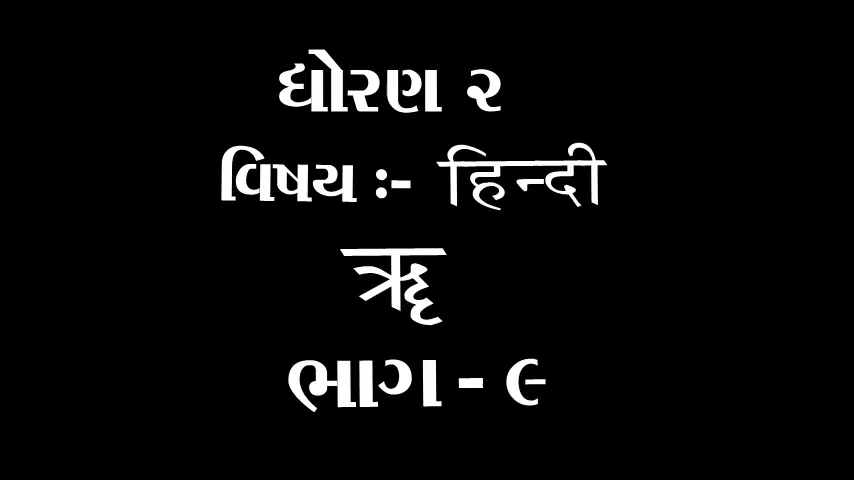 ધોરણ ૨
વિષય :- हिन्दी
ॠ
ભાગ - ૯